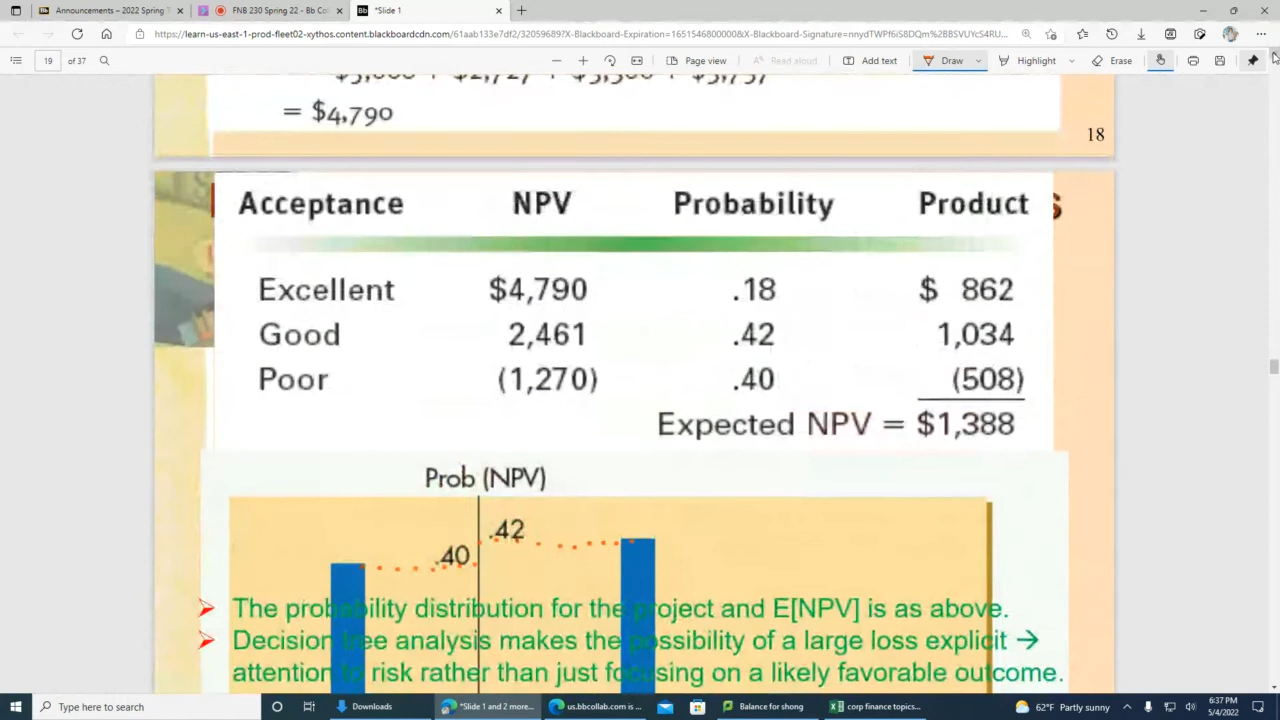 Announcements – 2022 Spring T
FNB 230 Spring 22 - Bb Co
*Slide 1
https://learn-us-east-1-prod-fleet02-xythos.content.blackboardcdn.com/61aab133e7df2/32059689?X-Blackboard-Expiration=1651546800000&X-Blackboard-Signature=nnydTWPf6iS8DQm%2BBSVUYcS4RU...
19 of 37
Page view
Read aloud
Add text
Draw
Highlight
Erase
= $4,790
18
Acceptance NPV Probability Product
Excellent $4,790 .18 $ 862
Good 2,461 .42 1,034
Poor (1,270) .40 (508)
Expected NPV = $1,388
Prob (NPV)
.42
.40
The probability distribution for the project and E[NPV] is as above.
Decision tree analysis makes the possibility of a large loss explicit →
attention to risk rather than just focusing on a likely favorable outcome.
Type here to search
Downloads
*Slide 1 and 2 more...
us.bbcollab.com is ...
Balance for shong
corp finance topics...
62°F Partly sunny
6:37 PM
5/4/2022